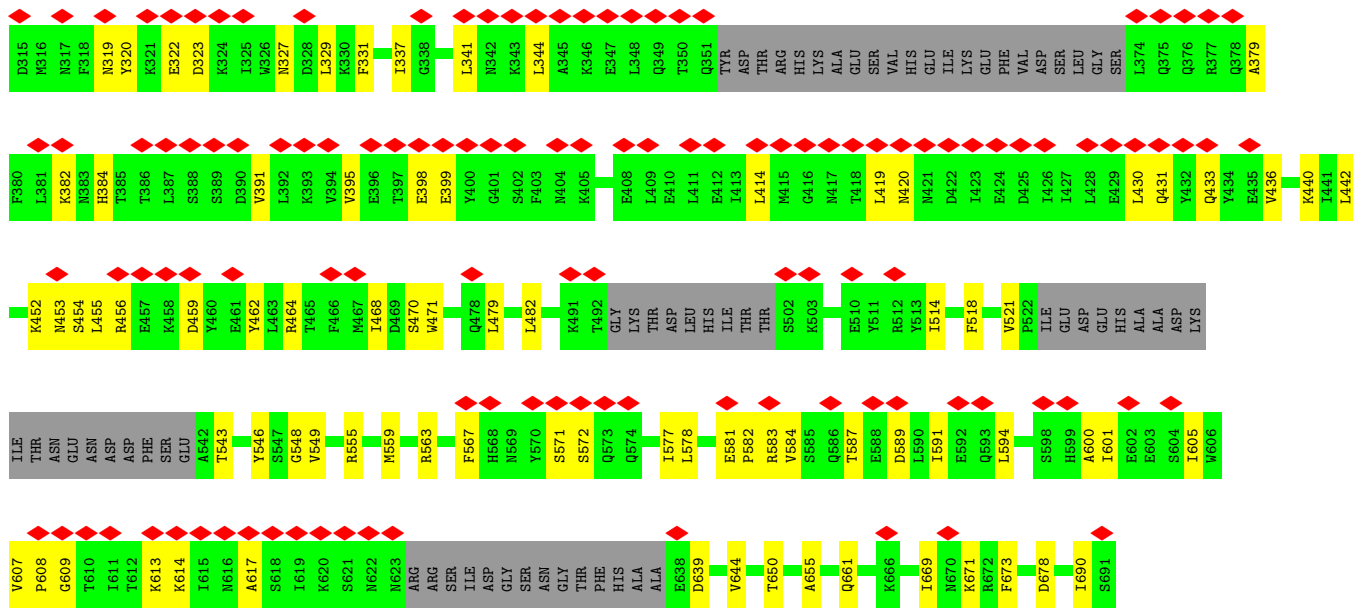 D315 M316 N317 F318 N319 Y320 K321 E322 D323 K324 I325 W326 N327 D328 L329 K330 F331 I337 G338 L341 N342 K343 L344 A345 K346 E347 L348 Q349 T350 Q351 TYR ASP THR ARG HIS LYS ALA GLU SER VAL HIS GLU ILE LYS GLU PHE VAL ASP SER LEU GLY SER L374 Q375 Q376 R377 Q378 A379
F380 L381 K382 N383 H384 T385 T386 L387 S388 S389 D390 V391 L392 K393 V394 V395 E396 T397 E398 E399 Y400 G401 S402 F403 N404 K405 E408 L409 E410 L411 E412 I413 L414 M415 G416 N417 T418 L419 N420 N421 D422 I423 E424 D425 I426 I427 L428 E429 L430 Q431 Y432 Q433 Y434 E435 V436 K440 I441 L442
K452 N453 S454 L455 R456 E457 K458 D459 Y460 E461 Y462 L463 R464 T465 F466 M467 I468 D469 S470 W471 Q478 L479 L482 K491 T492 GLY LYS THR ASP LEU HIS ILE THR THR S502 K503 E510 Y511 R512 Y513 I514 F518 V521 P522 ILE GLU ASP GLU HIS ALA ALA ASP LYS
ILE THR ASN GLU ASN ASP ASP PHE SER GLU A542 T543 Y546 S547 G548 V549 R555 M559 R563 F567 H568 N569 Y570 S571 S572 Q573 Q574 I577 L578 E581 P582 R583 V584 S585 Q586 T587 E588 D589 L590 I591 E592 Q593 L594 S598 H599 A600 I601 E602 E603 S604 I605 W606
V607 P608 G609 T610 I611 T612 K613 K614 I615 N616 A617 S618 I619 K620 S621 N622 N623 ARG ARG SER ILE ASP GLY SER ASN GLY THR PHE HIS ALA ALA E638 D639 V644 T650 A655 Q661 K666 I669 N670 K671 R672 F673 D678 I690 S691